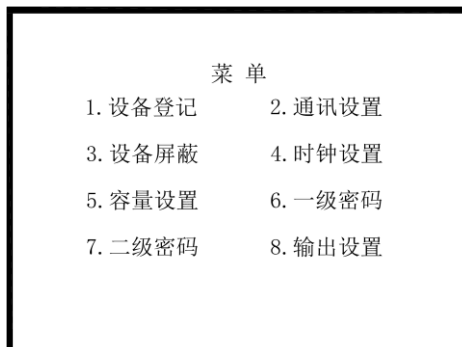 菜 单
1.设备登记 2.通讯设置
3.设备屏蔽 4.时钟设置
5.容量设置 6.一级密码
7.二级密码 8.输出设置